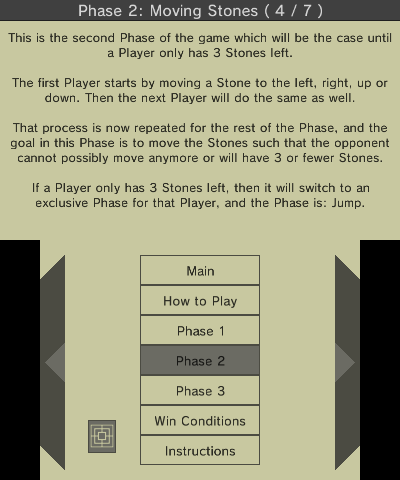 Phase 2: Moving Stones ( 4 / 7 )
This is the second Phase of the game which will be the case until
a Player only has 3 Stones left.
The first Player starts by moving a Stone to the left, right, up or
down. Then the next Player will do the same as well.
That process is now repeated for the rest of the Phase, and the
goal in this Phase is to move the Stones such that the opponent
cannot possibly move anymore or will have 3 or fewer Stones.
If a Player only has 3 Stones left, then it will switch to an
exclusive Phase for that Player, and the Phase is: Jump.
Main
How to Play
Phase 1
Phase 2
Phase 3
Win Conditions
Instructions